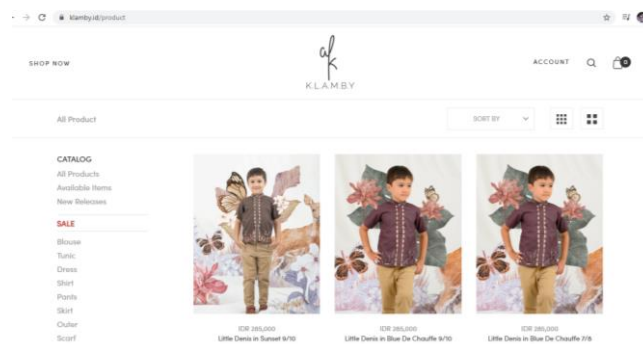 klamby.id/product
SHOP NOW
K.L.A.M.B.Y
ACCOUNT
0
All Product
SORT BY
CATALOG
All Products
Available Items
New Releases
SALE
Blouse
Tunic
Dress
Shirt
Pants
Skirt
Outer
Scarf
IDR 285,000
Little Denis in Sunset 9/10
IDR 285,000
Little Denis in Blue De Chauffe 9/10
IDR 285,000
Little Denis in Blue De Chauffe 7/8